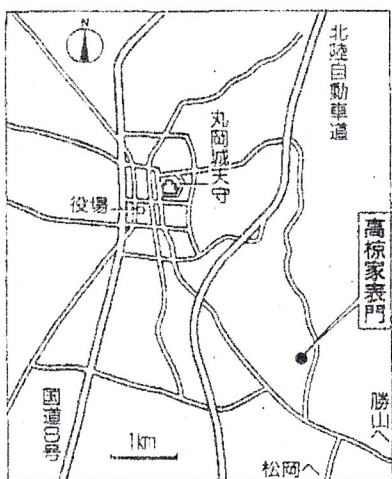 N
北陸自動車道
丸岡城天守
役場
高椋家表門
国道8号
1km
勝山へ
松岡へ